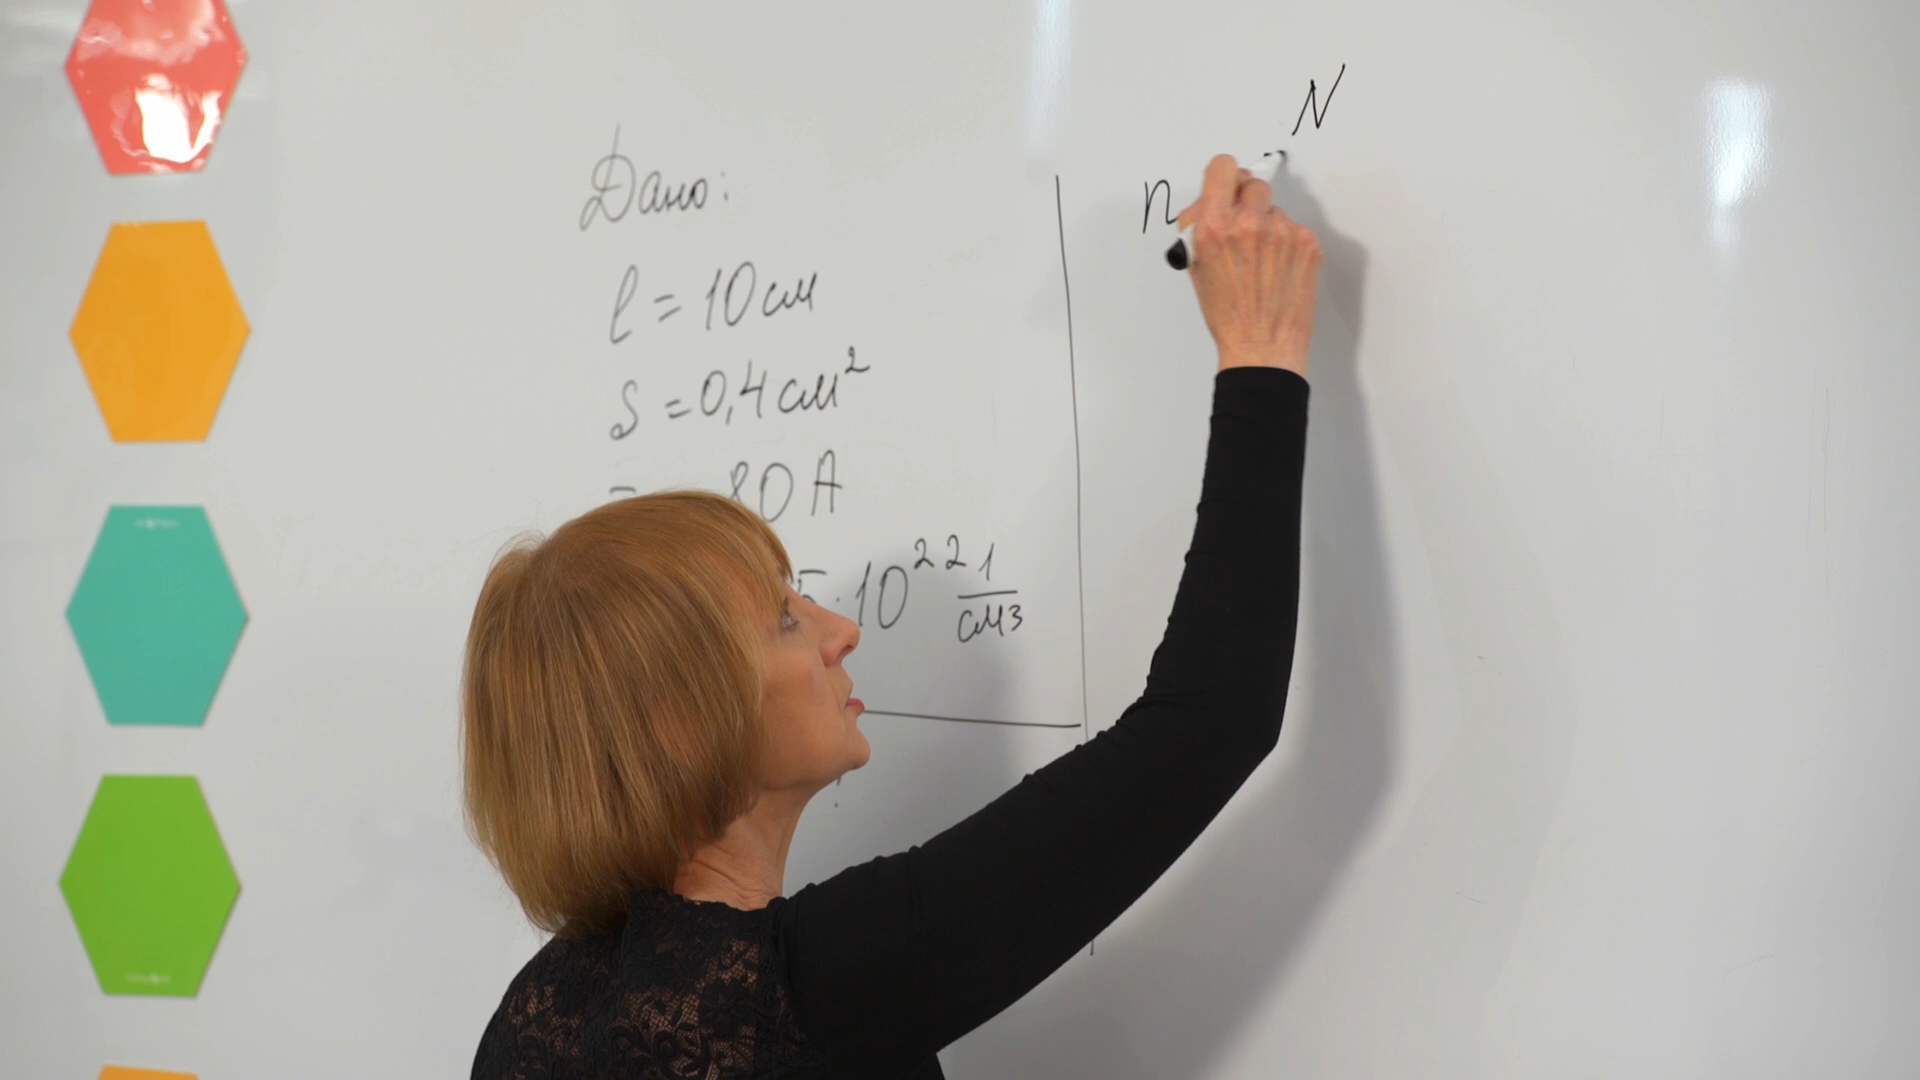 Дано:
l = 10 см
S = 0,4 см²
80 А
5 · 10²² 1/см3
N
n